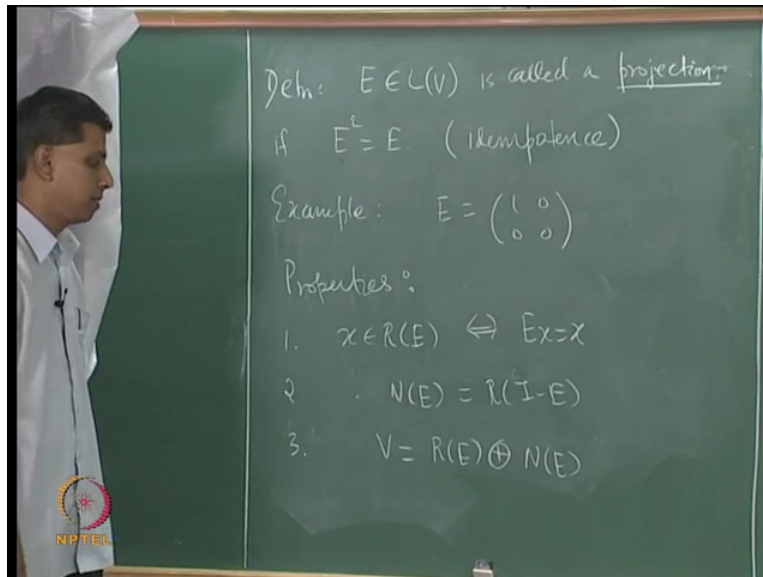 Defn: E ∈ L(V) is called a projection
if E² = E. (idempotence).
Example: E = (1 0
0 0)
Properties:
1. x ∈ R(E) ⇔ Ex=x
2 . N(E) = R(I-E)
3. V = R(E) ⊕ N(E)
NPTEL